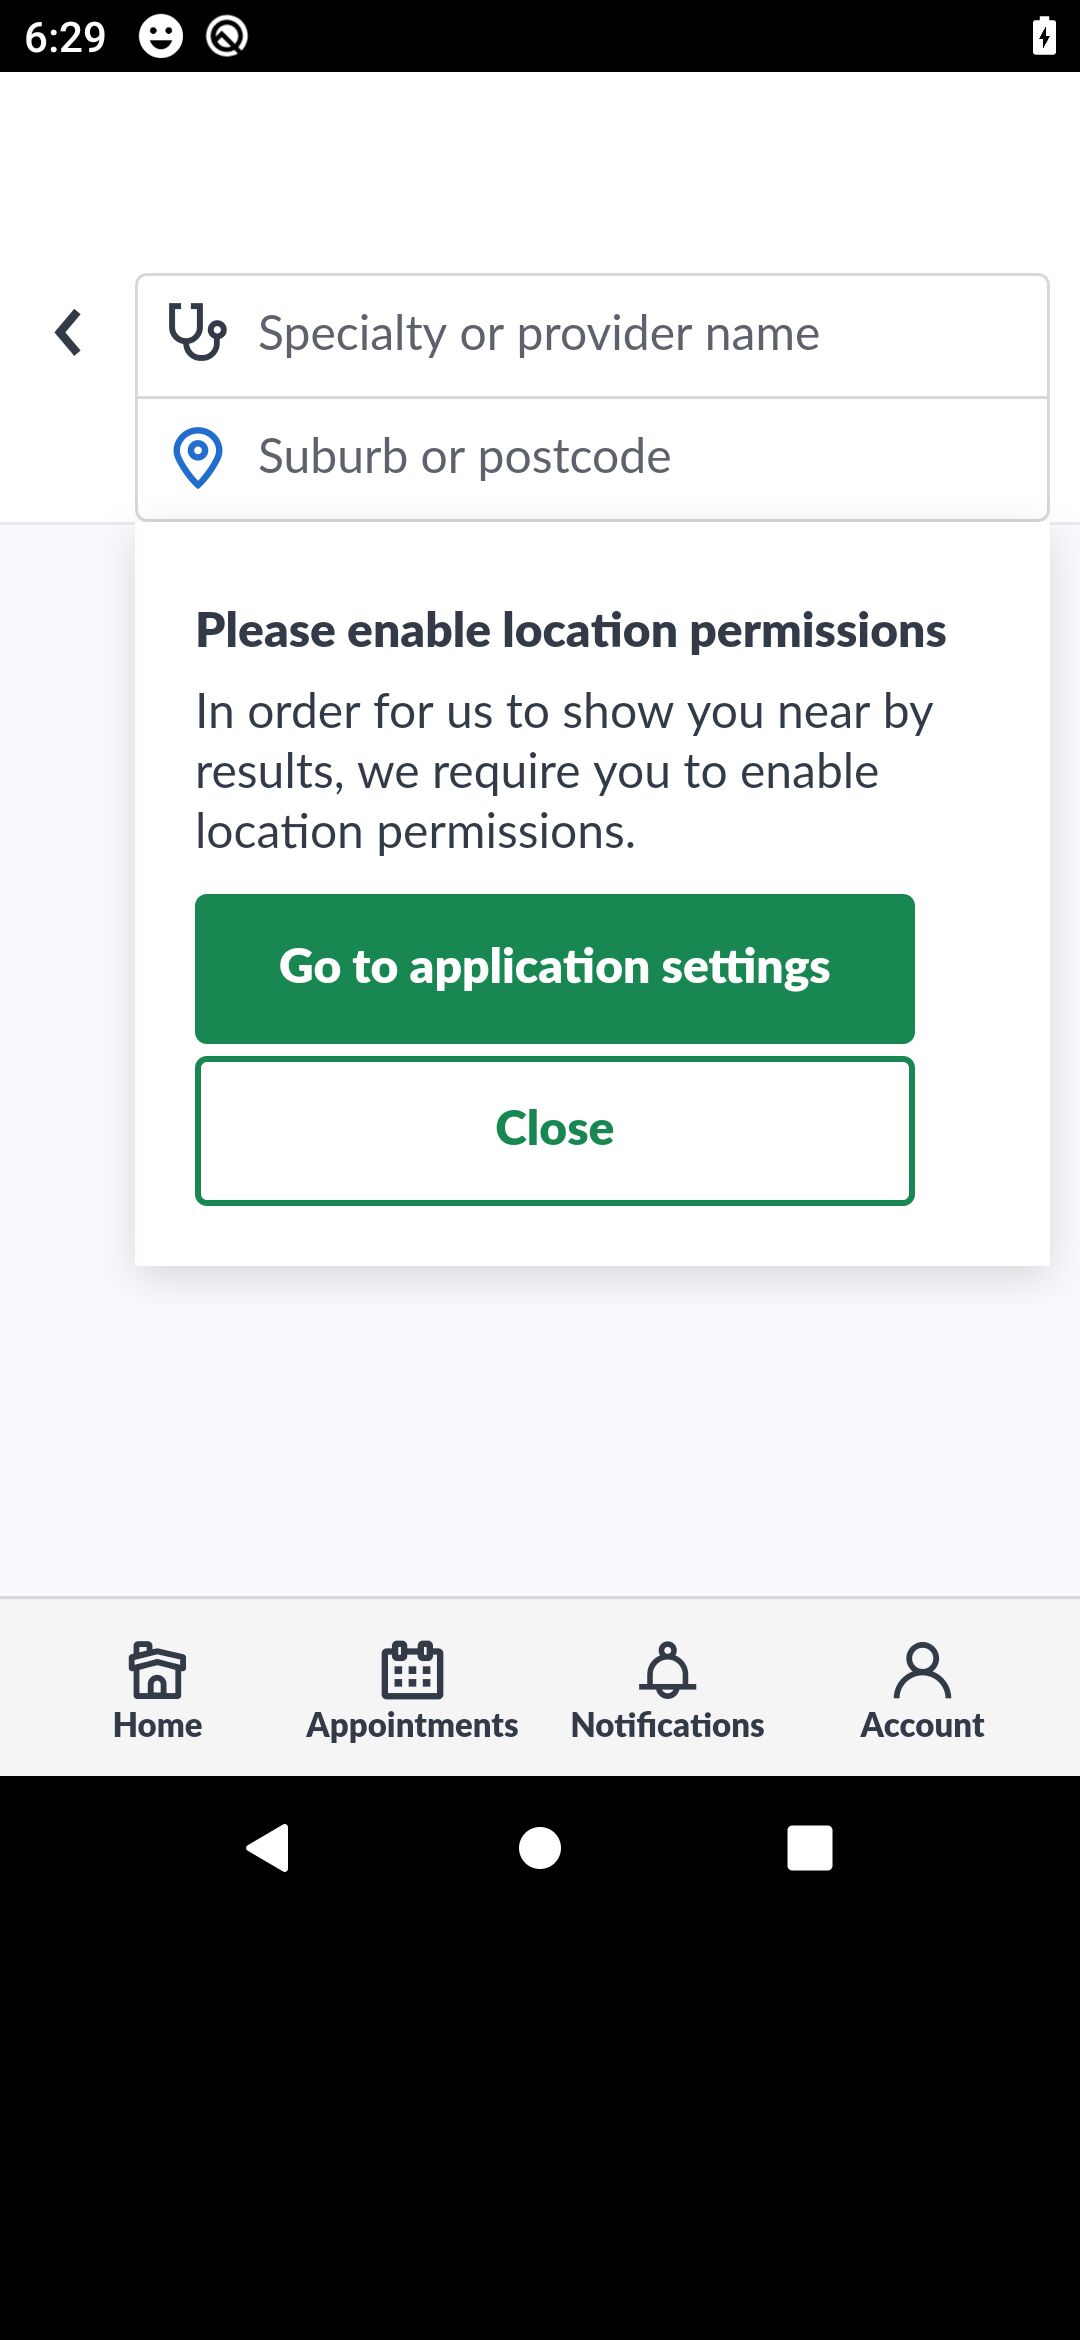 6:29
Specialty or provider name
Suburb or postcode
Please enable location permissions
In order for us to show you near by
results, we require you to enable
location permissions.
Go to application settings
Close
Home
Appointments
Notifications
Account